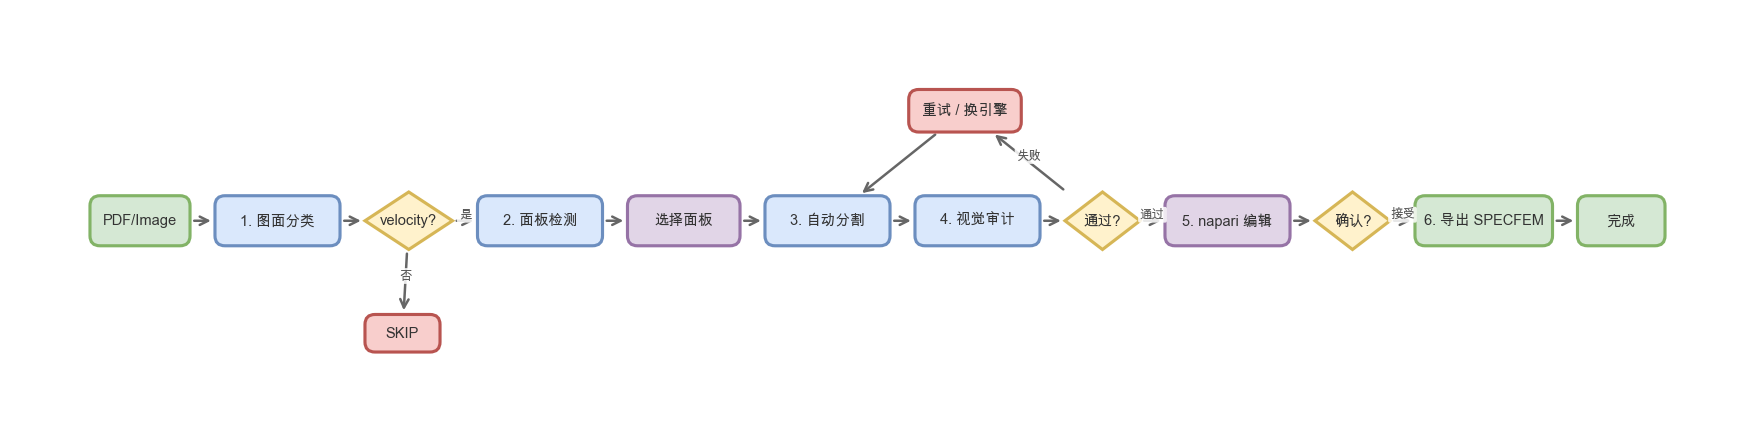 重试 / 换引擎
失败
PDF/Image
1. 图面分类
velocity?
是
2. 面板检测
选择面板
3. 自动分割
4. 视觉审计
通过?
通过
5. napari 编辑
确认?
接受
6. 导出 SPECFEM
完成
否
SKIP